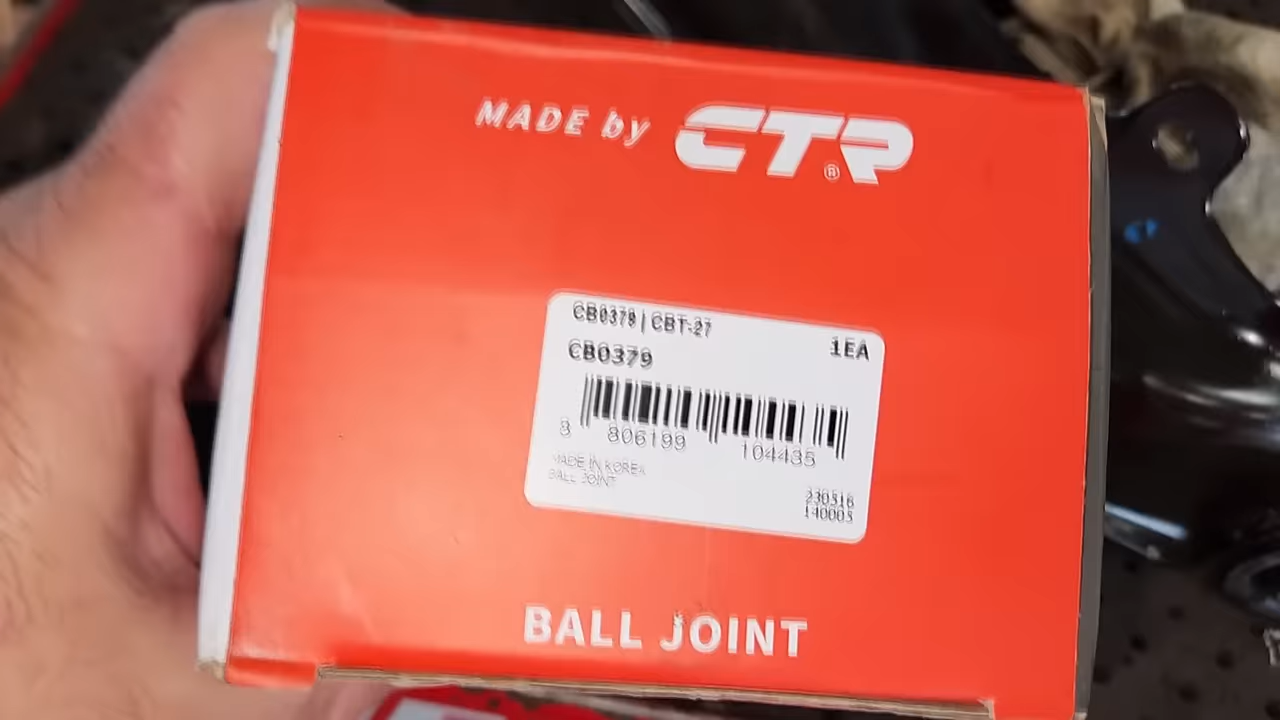 MADE by CTR®
CB0379 | CBT-27
1EA
CB0379
8 806199 104435
MADE IN KOREA
BALL JOINT
230516
140003
BALL JOINT